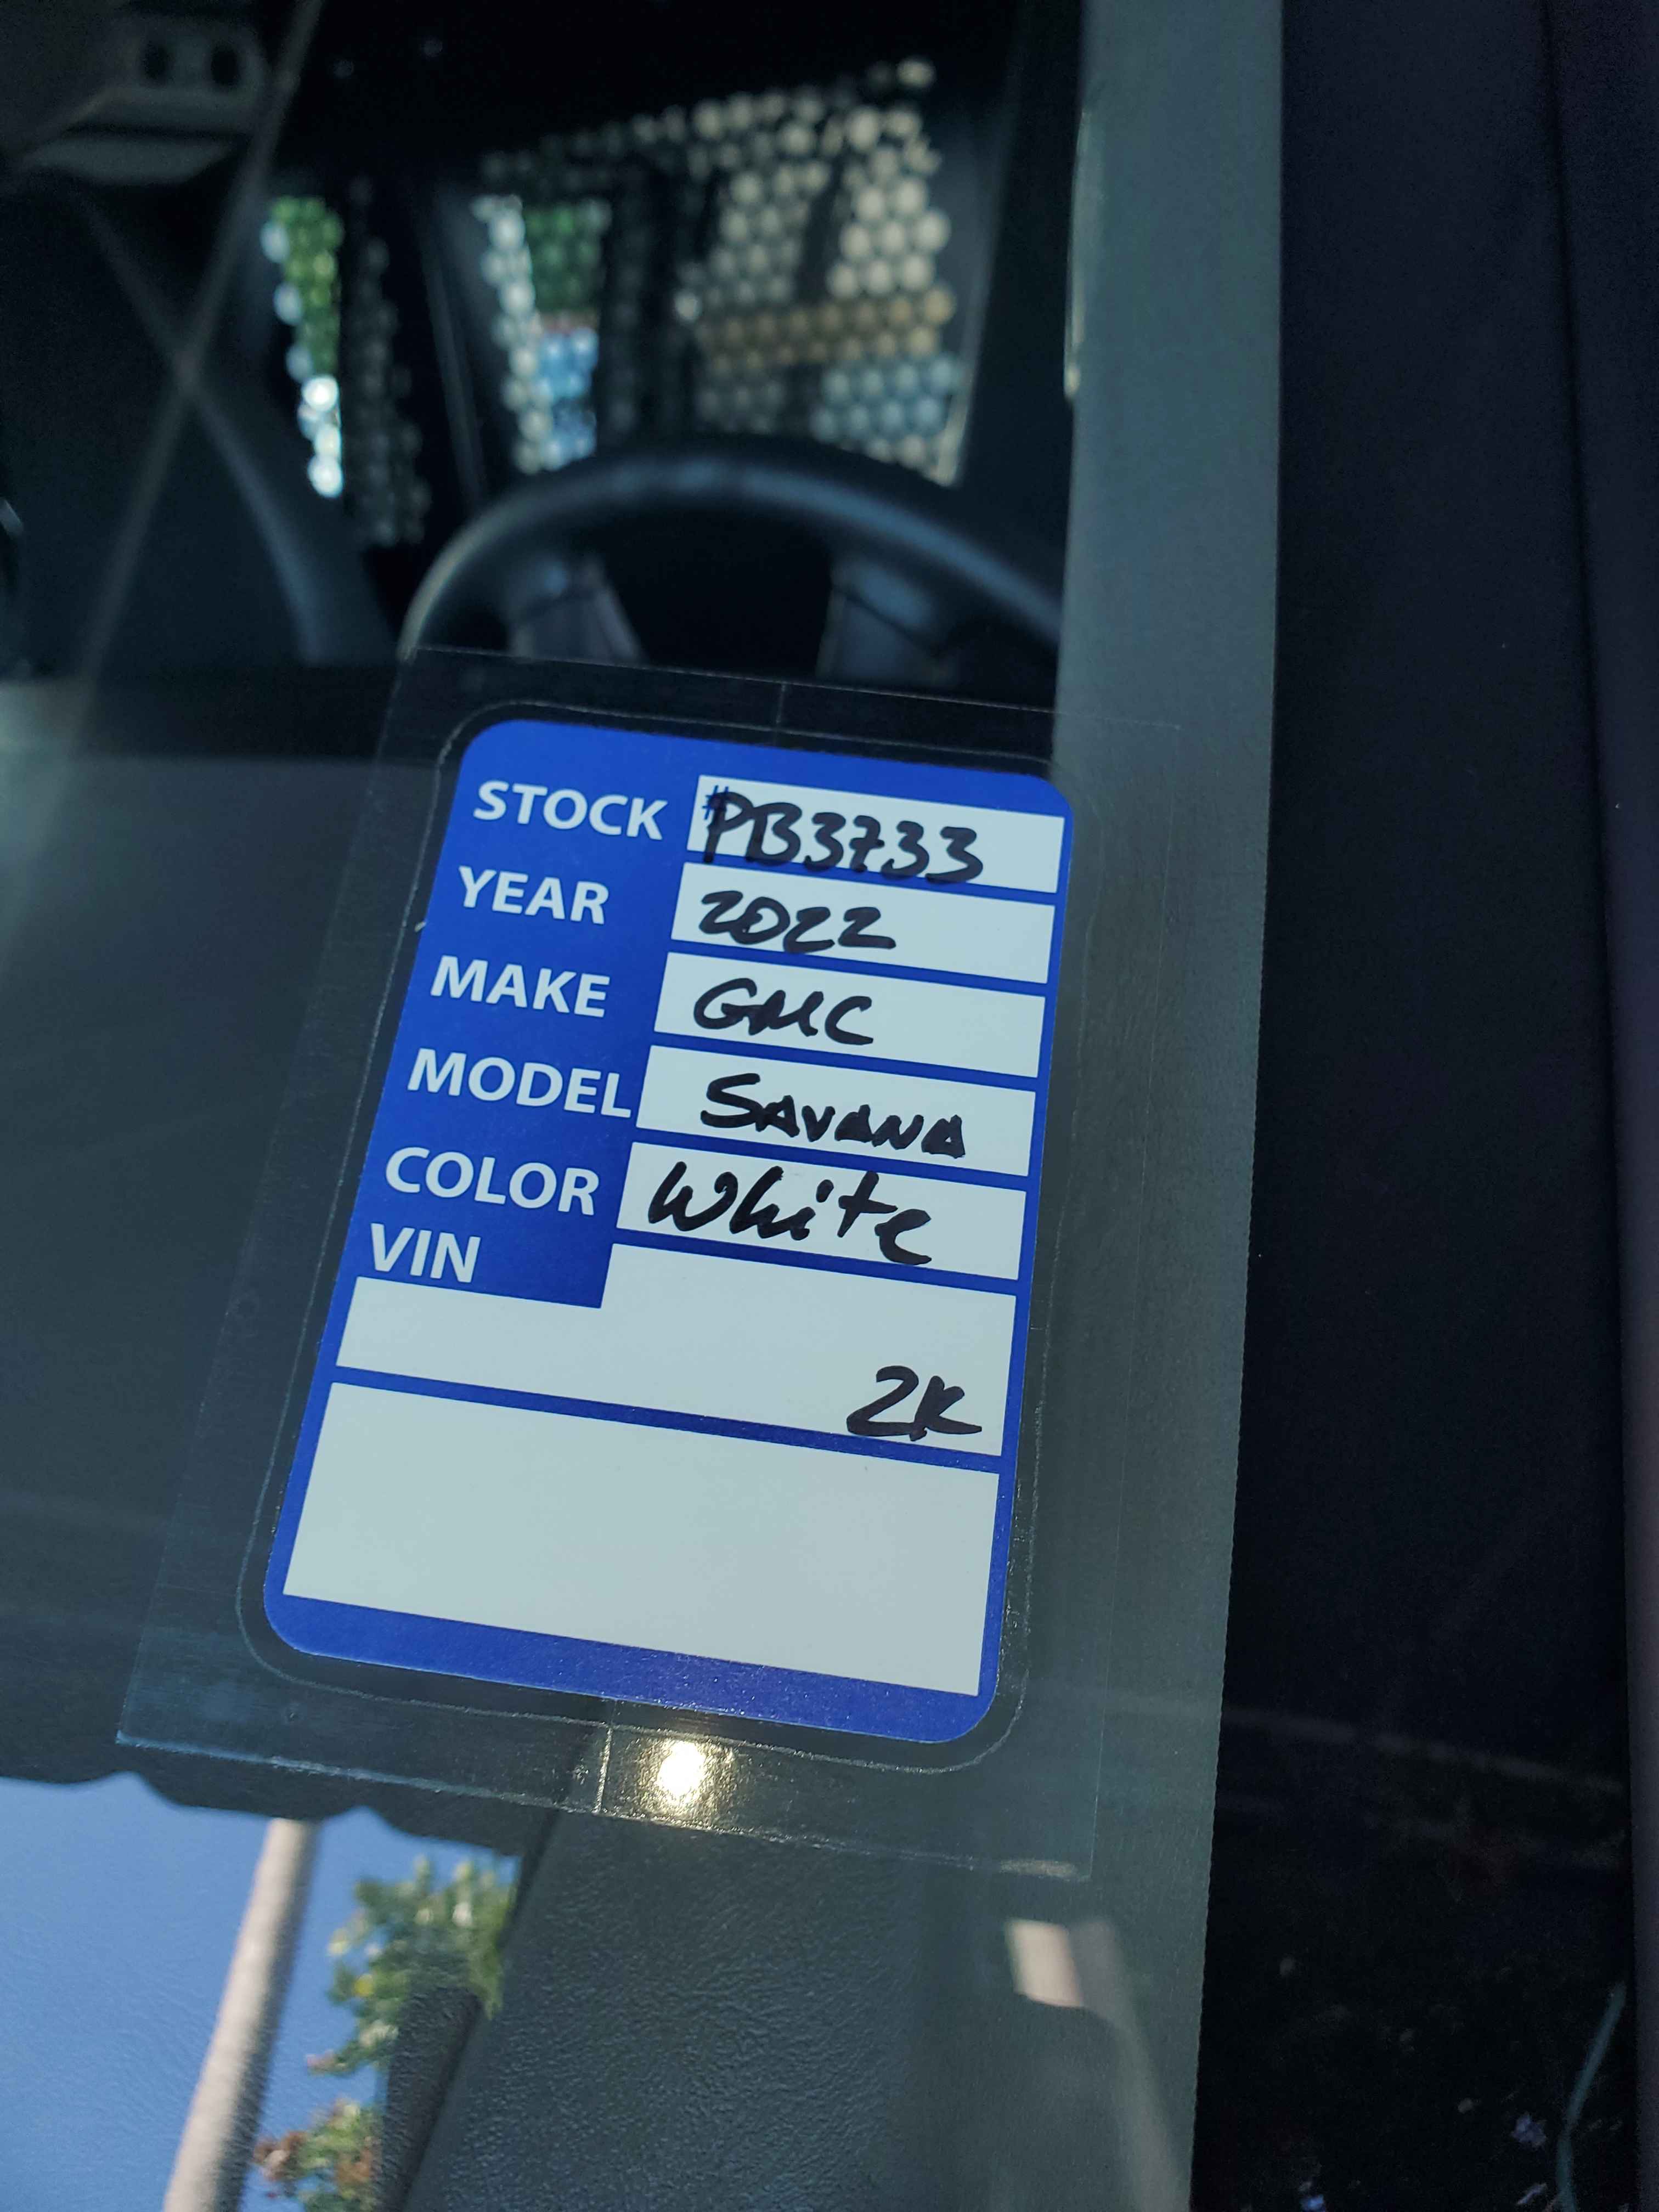 STOCK #PB3733
YEAR 2022
MAKE GMC
MODEL SAVANA
COLOR White
VIN
2K